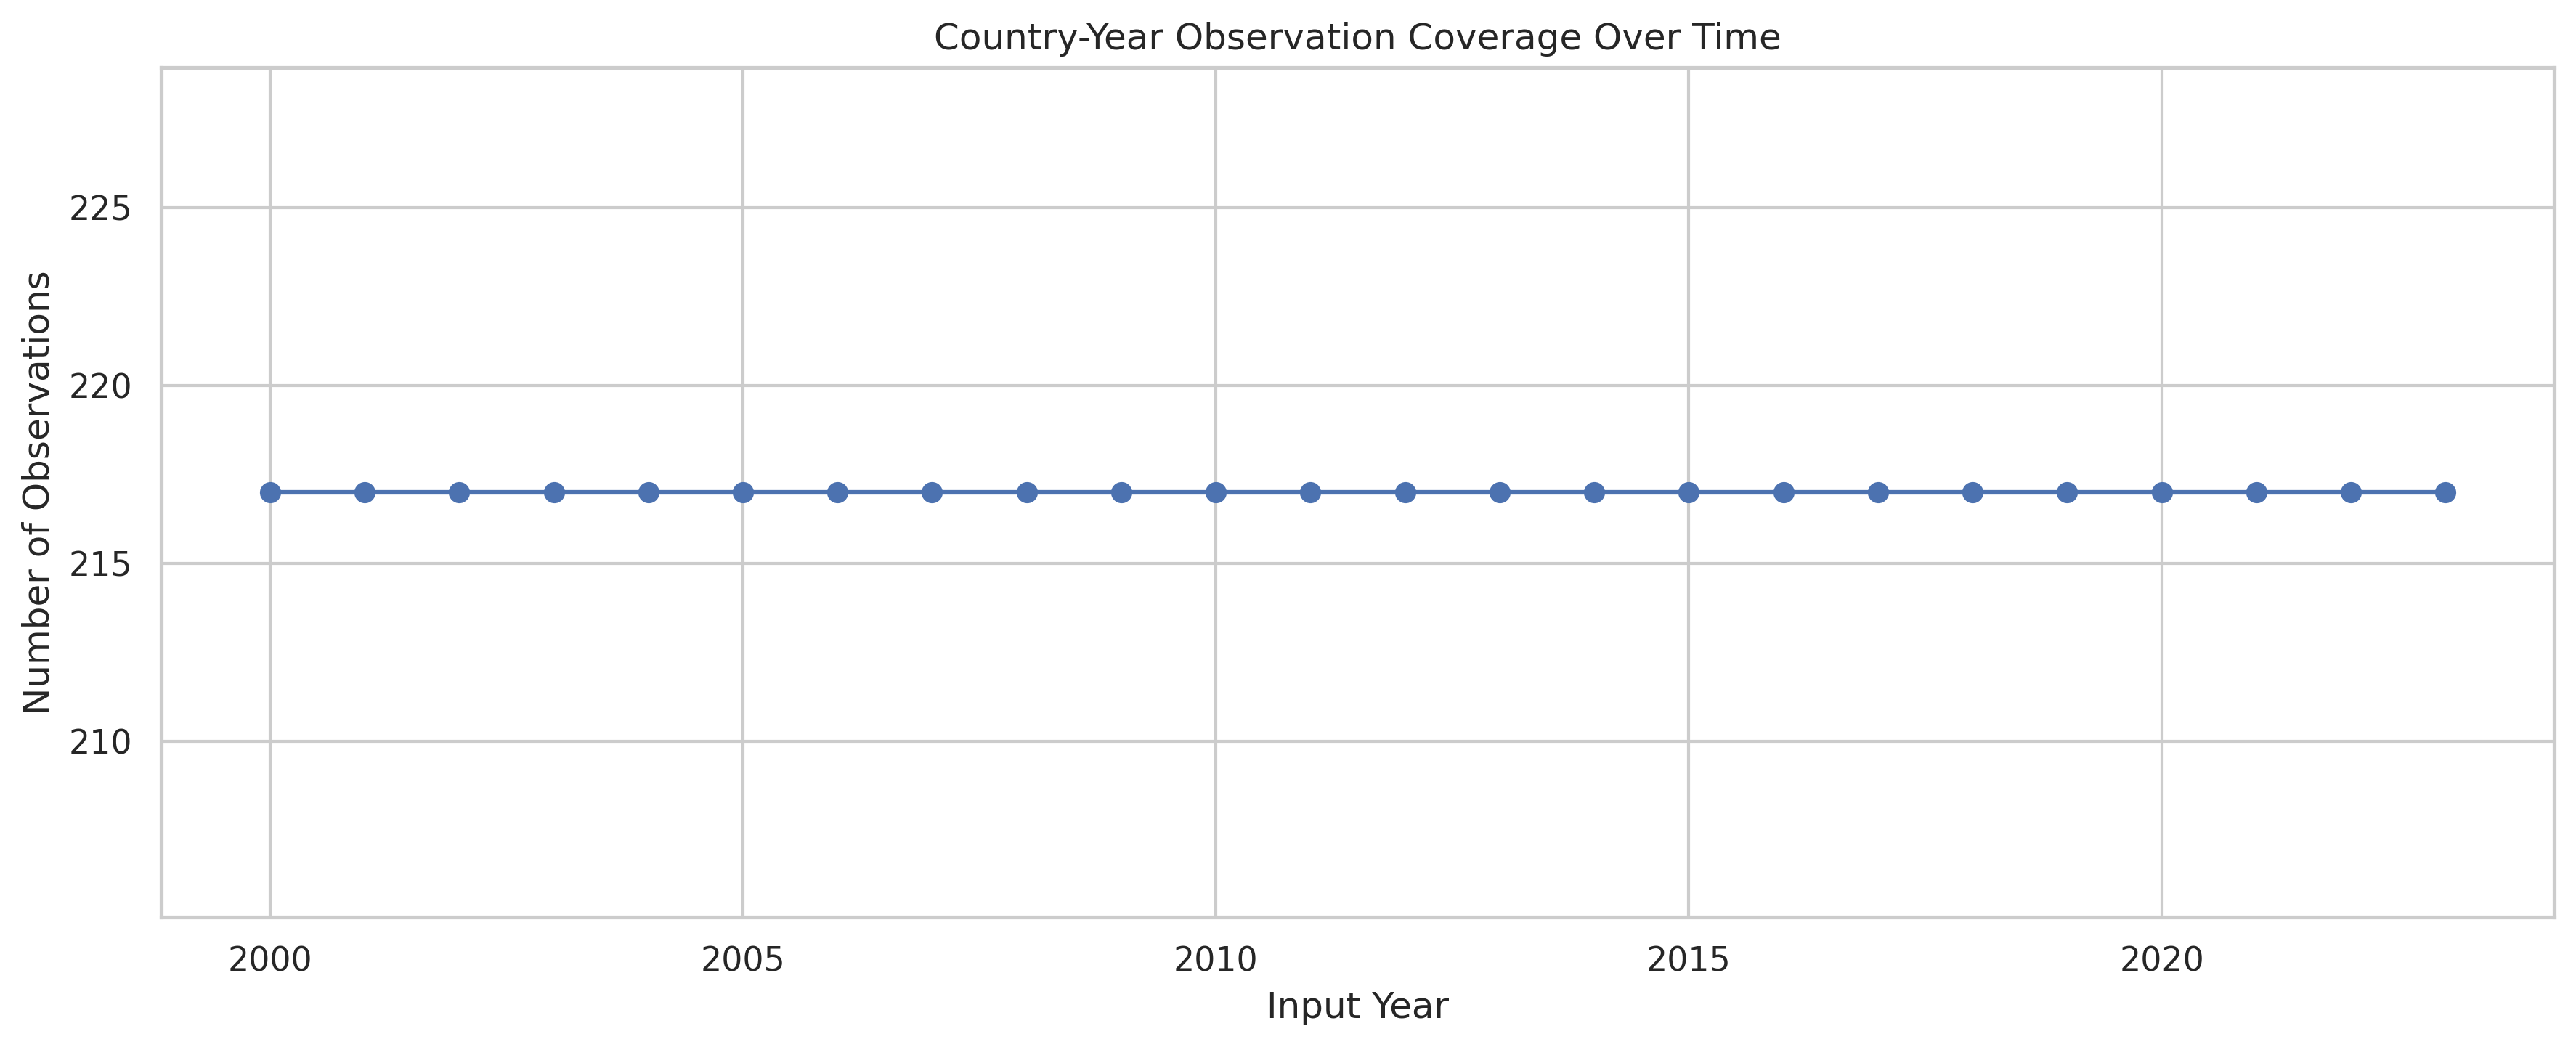 Country-Year Observation Coverage Over Time
Number of Observations
225
220
215
210
2000 2005 2010 2015 2020
Input Year